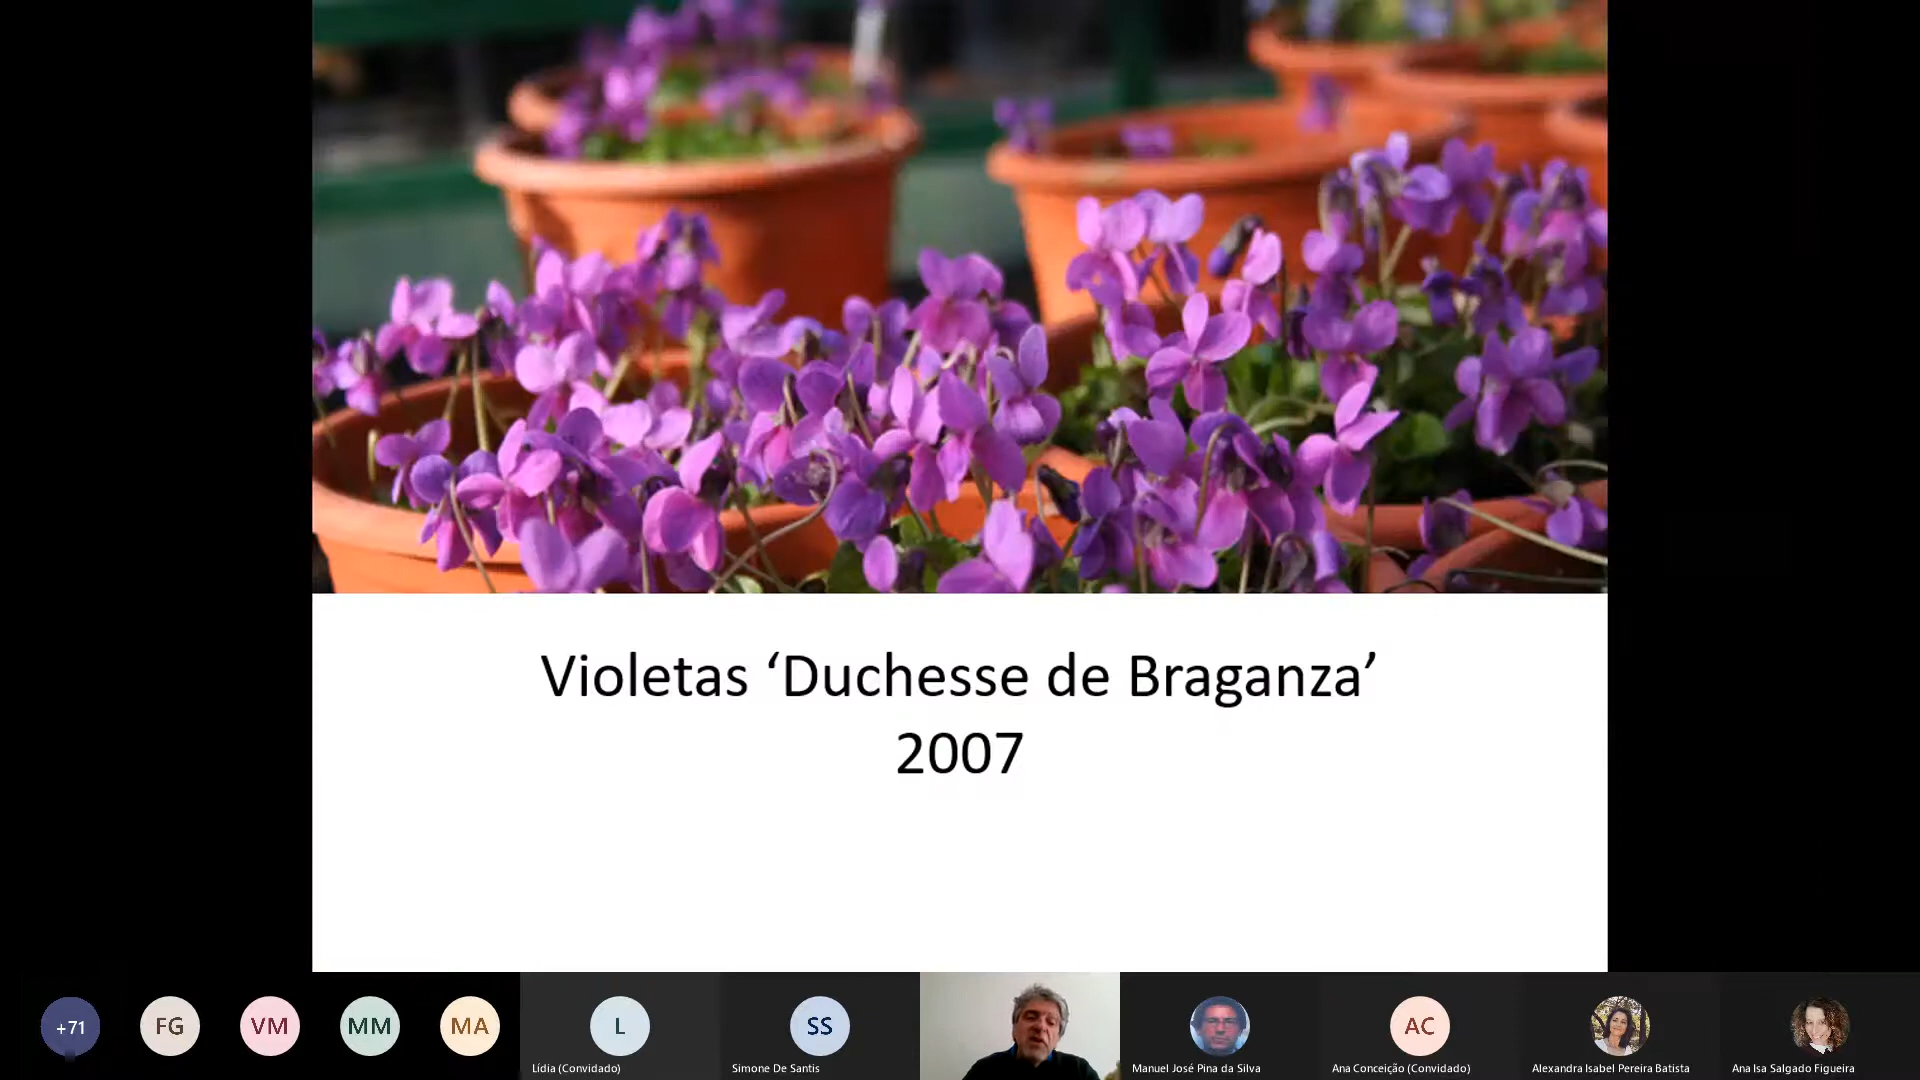 Violetas ‘Duchesse de Braganza’
2007
+71
FG
VM
MM
MA
L
SS
AC
Lídia (Convidado)
Simone De Santis
Manuel José Pina da Silva
Ana Conceição (Convidado)
Alexandra Isabel Pereira Batista
Ana Isa Salgado Figueira